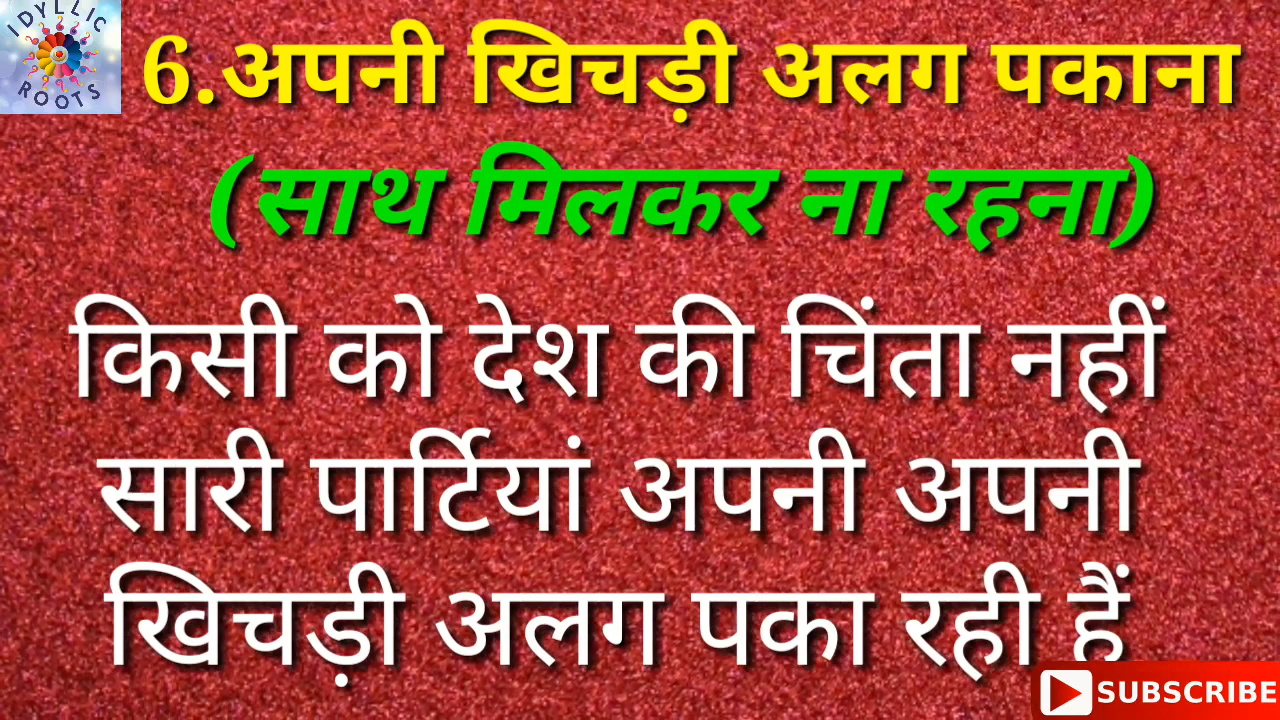 IDYLLIC
ROOTS
6.अपनी खिचड़ी अलग पकाना
(साथ मिलकर ना रहना)
किसी को देश की चिंता नहीं
सारी पार्टियां अपनी अपनी
खिचड़ी अलग पका रही हैं
SUBSCRIBE